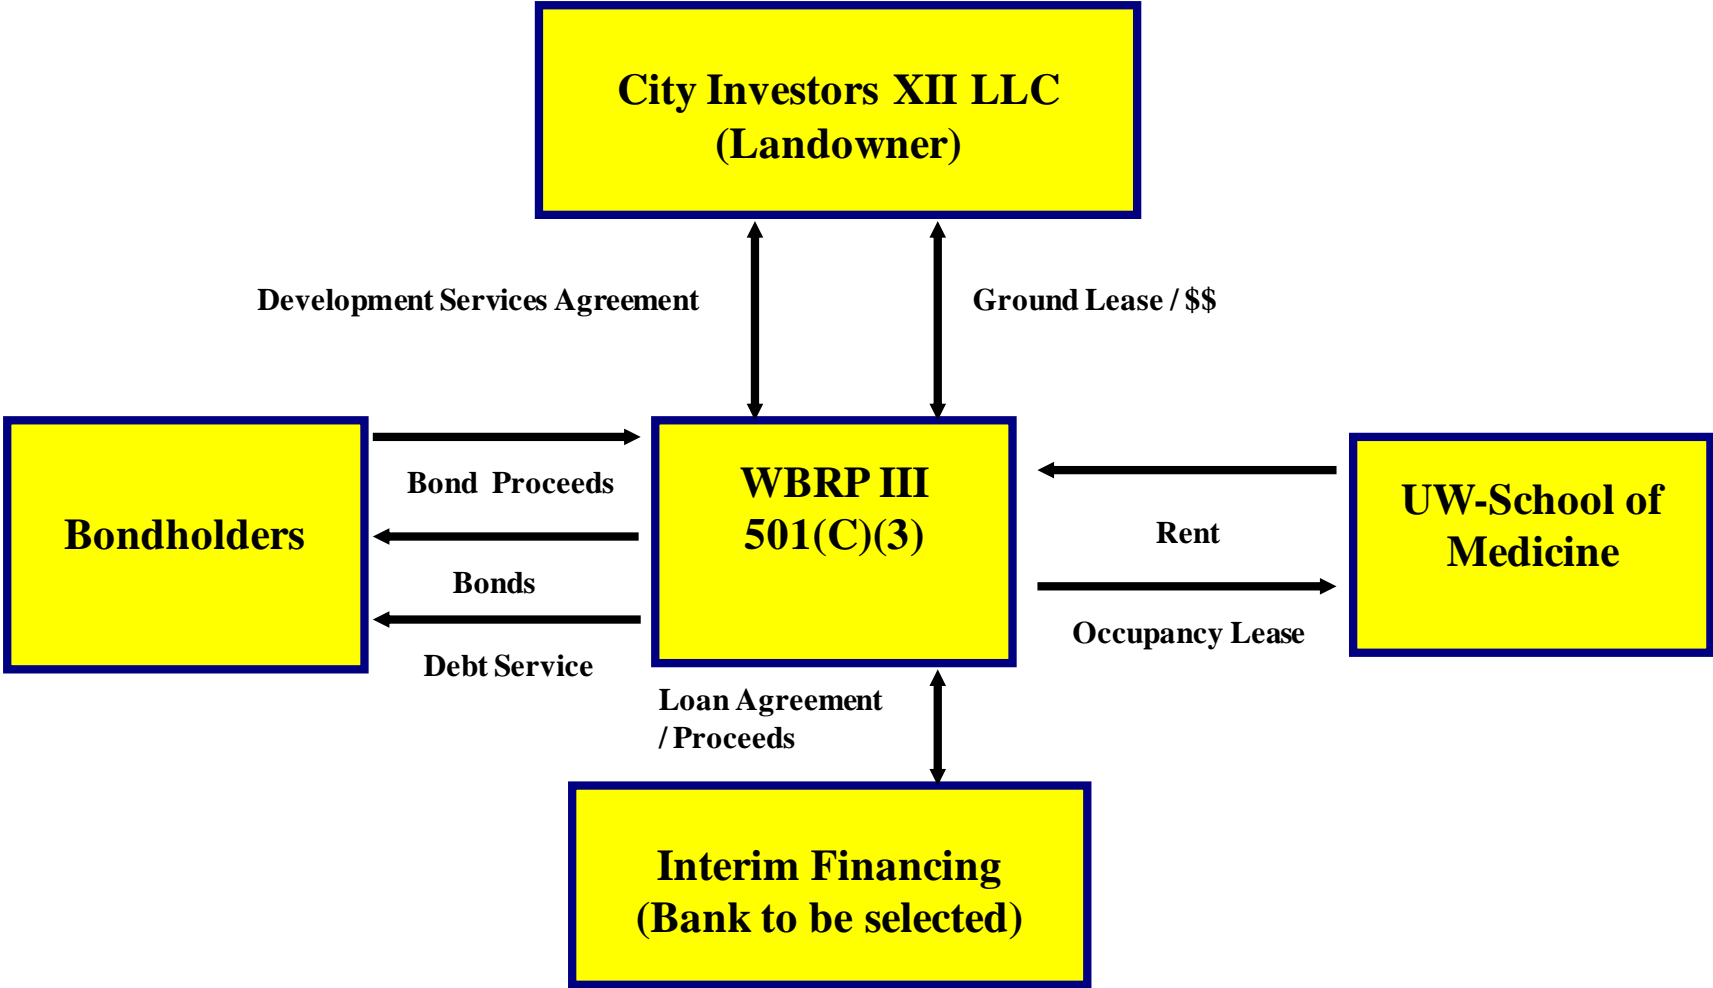 City Investors XII LLC
(Landowner)
Development Services Agreement
Ground Lease / $$
Bondholders
Bond Proceeds
Bonds
Debt Service
WBRP III
501(C)(3)
Rent
Occupancy Lease
UW-School of
Medicine
Loan Agreement
/ Proceeds
Interim Financing
(Bank to be selected)